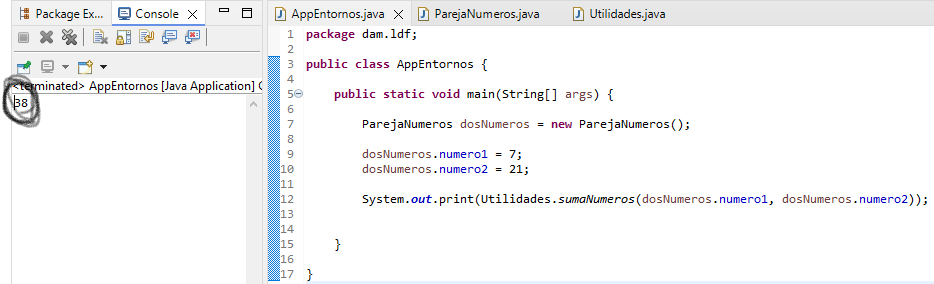 Package Ex...
Console
<terminated> AppEntornos [Java Application] C
38
AppEntornos.java
ParejaNumeros.java
Utilidades.java
1 package dam.ldf;
2
3 public class AppEntornos {
4
5 public static void main(String[] args) {
6
7 ParejaNumeros dosNumeros = new ParejaNumeros();
8
9 dosNumeros.numero1 = 7;
10 dosNumeros.numero2 = 21;
11
12 System.out.print(Utilidades.sumaNumeros(dosNumeros.numero1, dosNumeros.numero2));
13
14
15 }
16
17 }